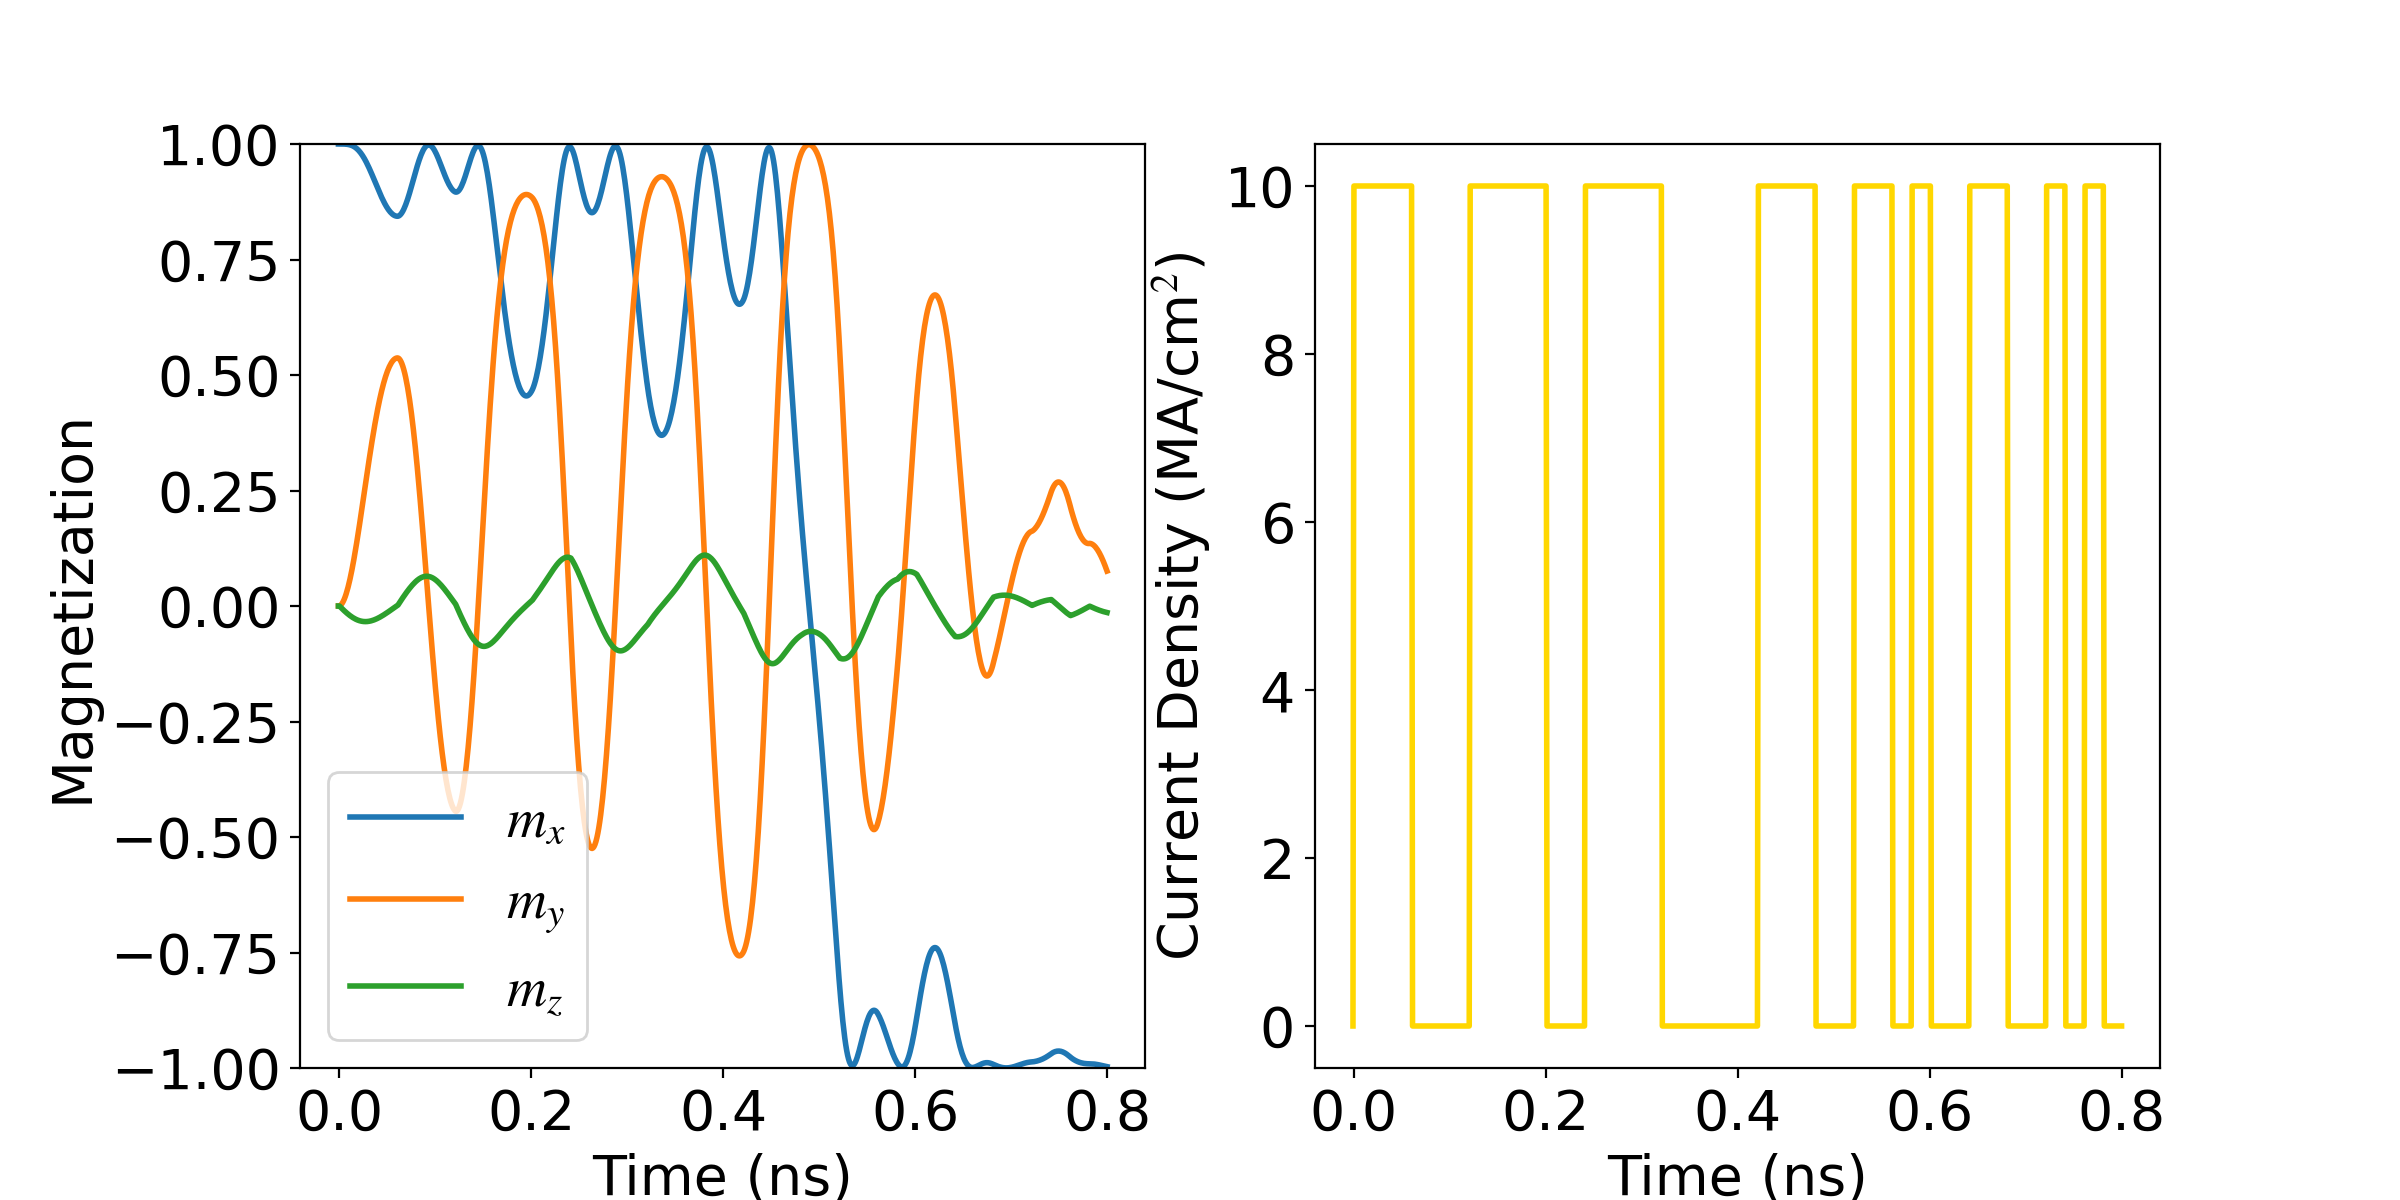 Magnetization
1.00
0.75
0.50
0.25
0.00
−0.25
−0.50
−0.75
−1.00
0.0 0.2 0.4 0.6 0.8
Time (ns)
m_x
m_y
m_z
Current Density (MA/cm²)
10
8
6
4
2
0
0.0 0.2 0.4 0.6 0.8
Time (ns)